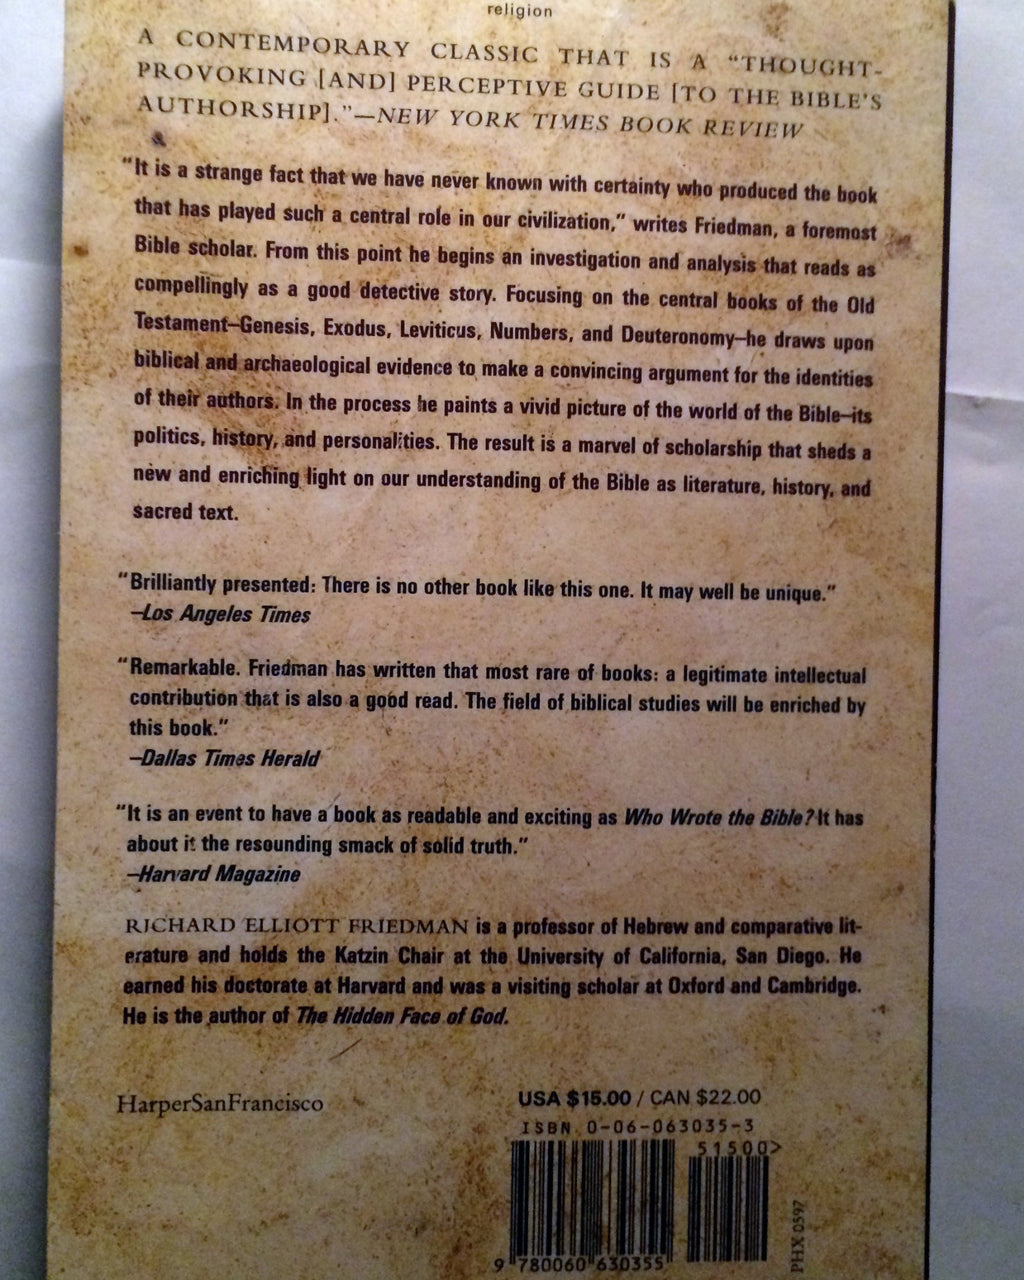 religion
A CONTEMPORARY CLASSIC THAT IS A “THOUGHT-
PROVOKING [AND] PERCEPTIVE GUIDE [TO THE BIBLE'S
AUTHORSHIP].”—NEW YORK TIMES BOOK REVIEW
“It is a strange fact that we have never known with certainty who produced the book
that has played such a central role in our civilization,” writes Friedman, a foremost
Bible scholar. From this point he begins an investigation and analysis that reads as
compellingly as a good detective story. Focusing on the central books of the Old
Testament—Genesis, Exodus, Leviticus, Numbers, and Deuteronomy—he draws upon
biblical and archaeological evidence to make a convincing argument for the identities
of their authors. In the process he paints a vivid picture of the world of the Bible—its
politics, history, and personalities. The result is a marvel of scholarship that sheds a
new and enriching light on our understanding of the Bible as literature, history, and
sacred text.
“Brilliantly presented: There is no other book like this one. It may well be unique.”
—Los Angeles Times
“Remarkable. Friedman has written that most rare of books: a legitimate intellectual
contribution that is also a good read. The field of biblical studies will be enriched by
this book.”
—Dallas Times Herald
“It is an event to have a book as readable and exciting as Who Wrote the Bible? It has
about it the resounding smack of solid truth.”
—Harvard Magazine
RICHARD ELLIOTT FRIEDMAN is a professor of Hebrew and comparative lit-
erature and holds the Katzin Chair at the University of California, San Diego. He
earned his doctorate at Harvard and was a visiting scholar at Oxford and Cambridge.
He is the author of The Hidden Face of God.
HarperSanFrancisco
USA $15.00 / CAN $22.00
ISBN 0-06-063035-3
51500>
9 780060 630355
PHX 0597